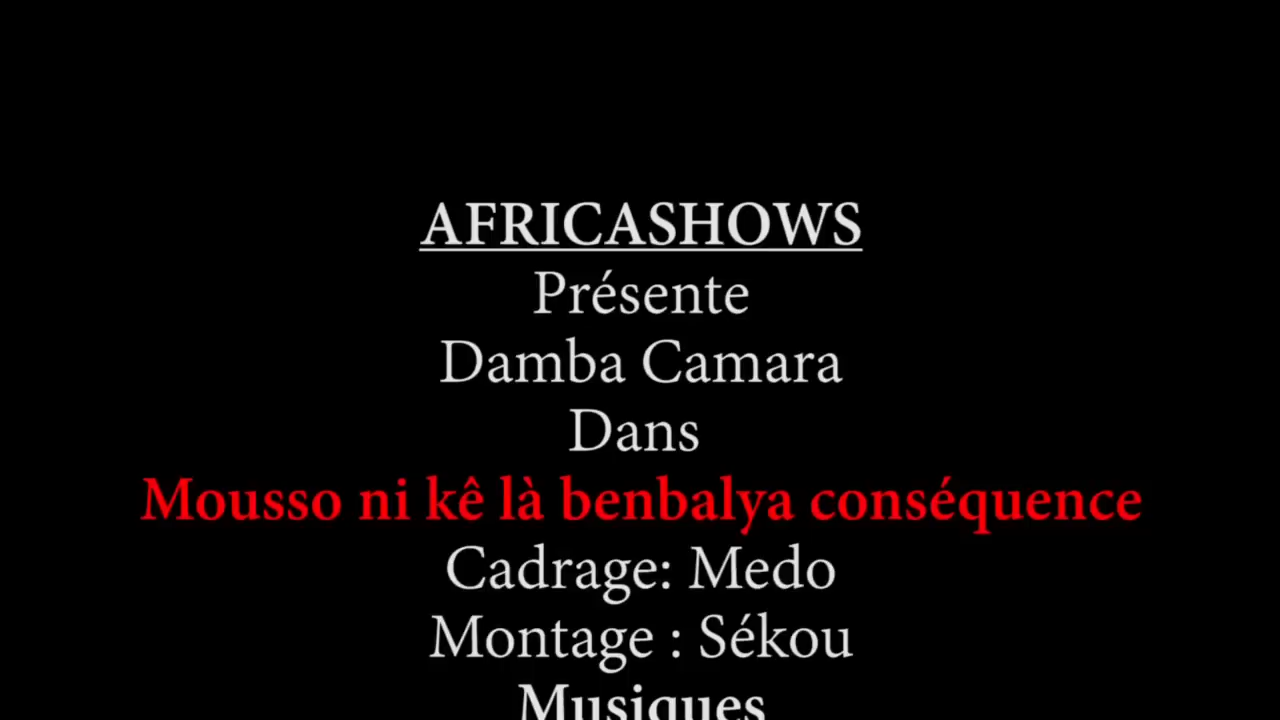 AFRICASHOWS
Présente
Damba Camara
Dans
Mousso ni kê là benbalya conséquence
Cadrage: Medo
Montage : Sékou
Musiques